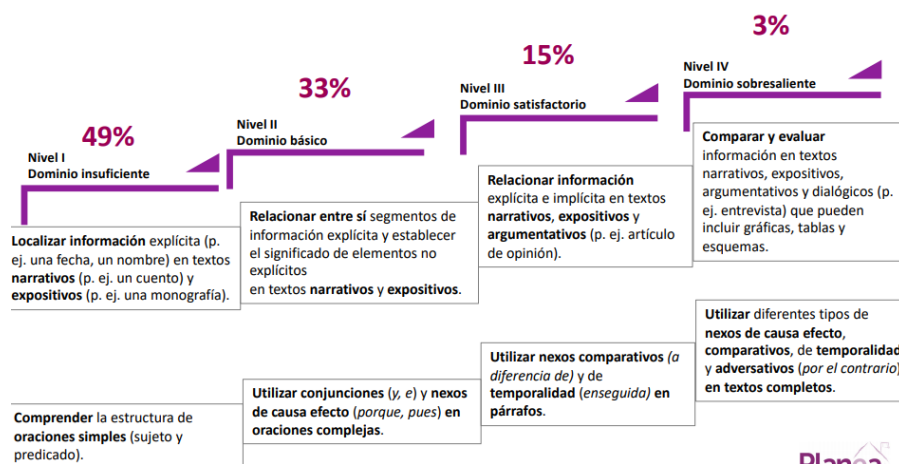 49%
Nivel I
Dominio insuficiente
Localizar información explícita (p.
ej. una fecha, un nombre) en textos
narrativos (p. ej. un cuento) y
expositivos (p. ej. una monografía).
Comprender la estructura de
oraciones simples (sujeto y
predicado).
33%
Nivel II
Dominio básico
Relacionar entre sí segmentos de
información explícita y establecer
el significado de elementos no
explícitos
en textos narrativos y expositivos.
Utilizar conjunciones (y, e) y nexos
de causa efecto (porque, pues) en
oraciones complejas.
15%
Nivel III
Dominio satisfactorio
Relacionar información
explícita e implícita en textos
narrativos, expositivos y
argumentativos (p. ej. artículo
de opinión).
Utilizar nexos comparativos (a
diferencia de) y de
temporalidad (enseguida) en
párrafos.
3%
Nivel IV
Dominio sobresaliente
Comparar y evaluar
información en textos
narrativos, expositivos,
argumentativos y dialógicos (p.
ej. entrevista) que pueden
incluir gráficas, tablas y
esquemas.
Utilizar diferentes tipos de
nexos de causa efecto,
comparativos, de temporalidad
y adversativos (por el contrario)
en textos completos.
Planea